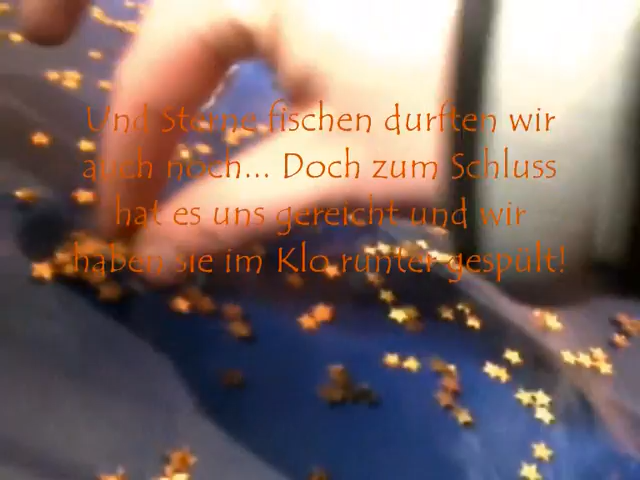 Und Sterne fischen durften wir
auch noch... Doch zum Schluss
hat es uns gereicht und wir
haben sie im Klo runter gespült!